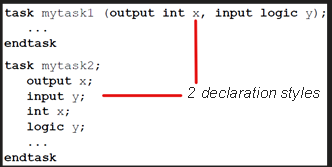 task mytask1 (output int x, input logic y);
...
endtask
task mytask2;
output x;
input y;
int x;
logic y;
...
endtask
2 declaration styles